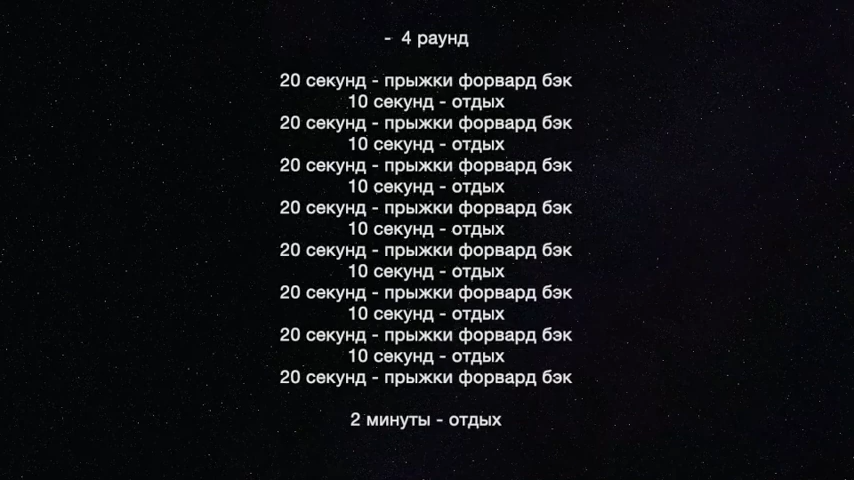 - 4 раунд
20 секунд - прыжки форвард бэк
10 секунд - отдых
20 секунд - прыжки форвард бэк
10 секунд - отдых
20 секунд - прыжки форвард бэк
10 секунд - отдых
20 секунд - прыжки форвард бэк
10 секунд - отдых
20 секунд - прыжки форвард бэк
10 секунд - отдых
20 секунд - прыжки форвард бэк
10 секунд - отдых
20 секунд - прыжки форвард бэк
10 секунд - отдых
20 секунд - прыжки форвард бэк
2 минуты - отдых